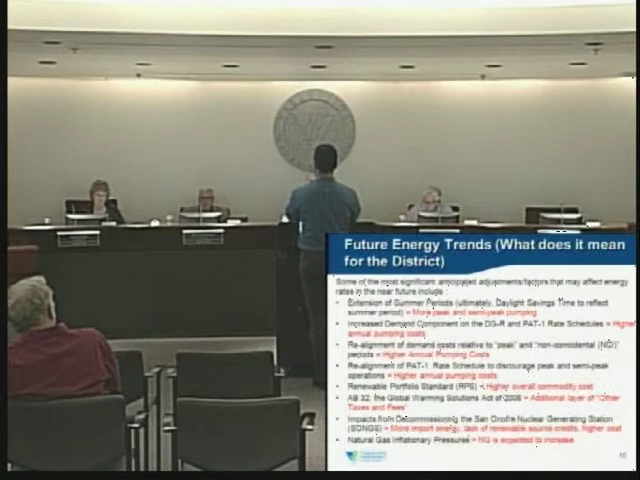 Future Energy Trends (What does it mean
for the District)
Some of the most significant anticipated adjustments/factors that may affect energy
rates in the near future include:
• Extension of Summer Periods (ultimately, Daylight Savings Time to reflect
summer period) = More peak and semi-peak pumping
• Increased Demand Component on the DG-R and PAT-1 Rate Schedules = Higher
annual pumping costs
• Re-alignment of demand costs relative to "peak" and "non-coincidental (NCI)"
periods = Higher Annual Pumping Costs
• Re-alignment of PAT-1 Rate Schedule to discourage peak and semi-peak
operations = Higher annual pumping costs
• Renewable Portfolio Standard (RPS) = Higher overall commodity cost
• AB 32, the Global Warming Solutions Act of 2006 = Additional layer of "Other
Taxes and Fees"
• Impacts from Decommissioning the San Onofre Nuclear Generating Station
(SONGS) = More import energy, lack of renewable source credits, higher cost
• Natural Gas Inflationary Pressures = NG is expected to increase
10